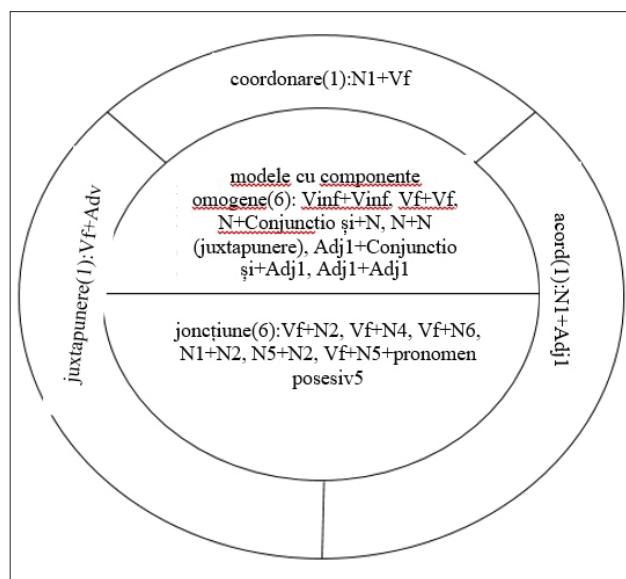 coordonare(1):N1+Vf
juxtapunere(1):Vf+Adv
modele cu componente
omogene(6): Vinf+Vinf, Vf+Vf,
N+Conjunctio și+N, N+N
(juxtapunere), Adj1+Conjunctio
și+Adj1, Adj1+Adj1
acord(1):N1+Adj1
joncțiune(6):Vf+N2, Vf+N4, Vf+N6,
N1+N2, N5+N2, Vf+N5+pronomen
posesiv5